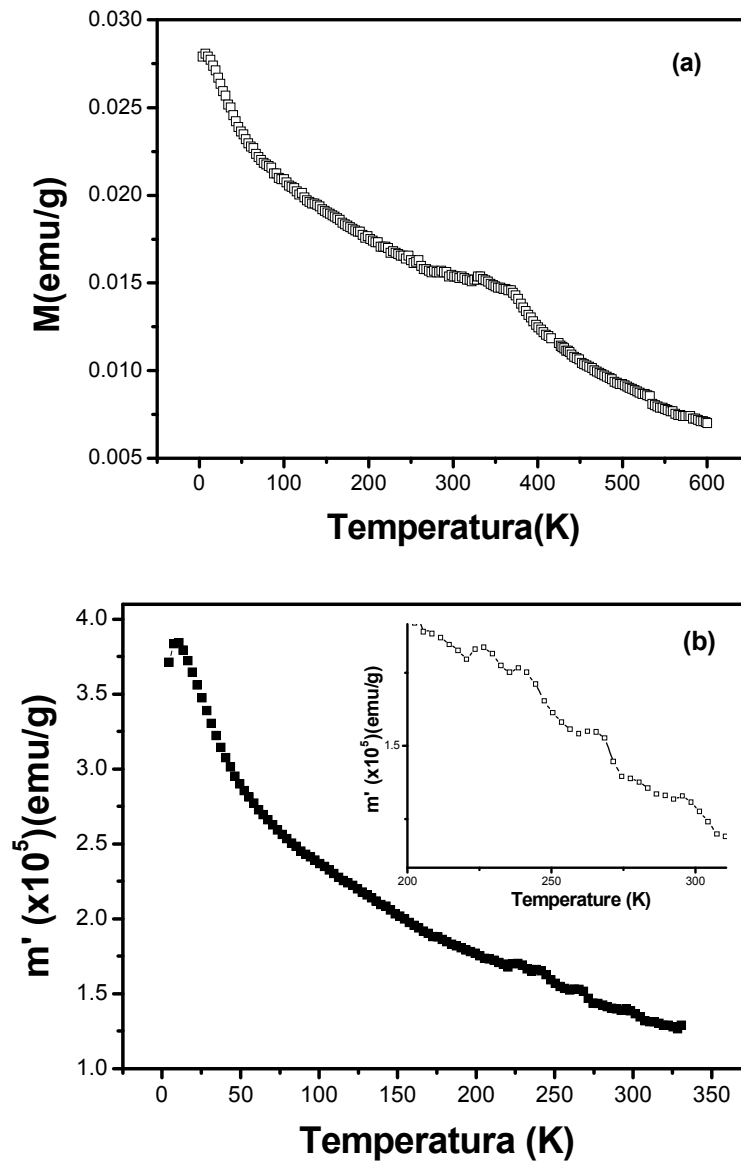 0.030
(a)
0.025
0.020
0.015
0.010
0.005
M(emu/g)
0 100 200 300 400 500 600
Temperatura(K)
4.0
(b)
3.5
3.0
2.5
2.0
1.5
1.0
m' (x10⁵)(emu/g)
1.5
m' (x10⁵)(emu/g)
200 250 300
Temperature (K)
0 50 100 150 200 250 300 350
Temperatura (K)